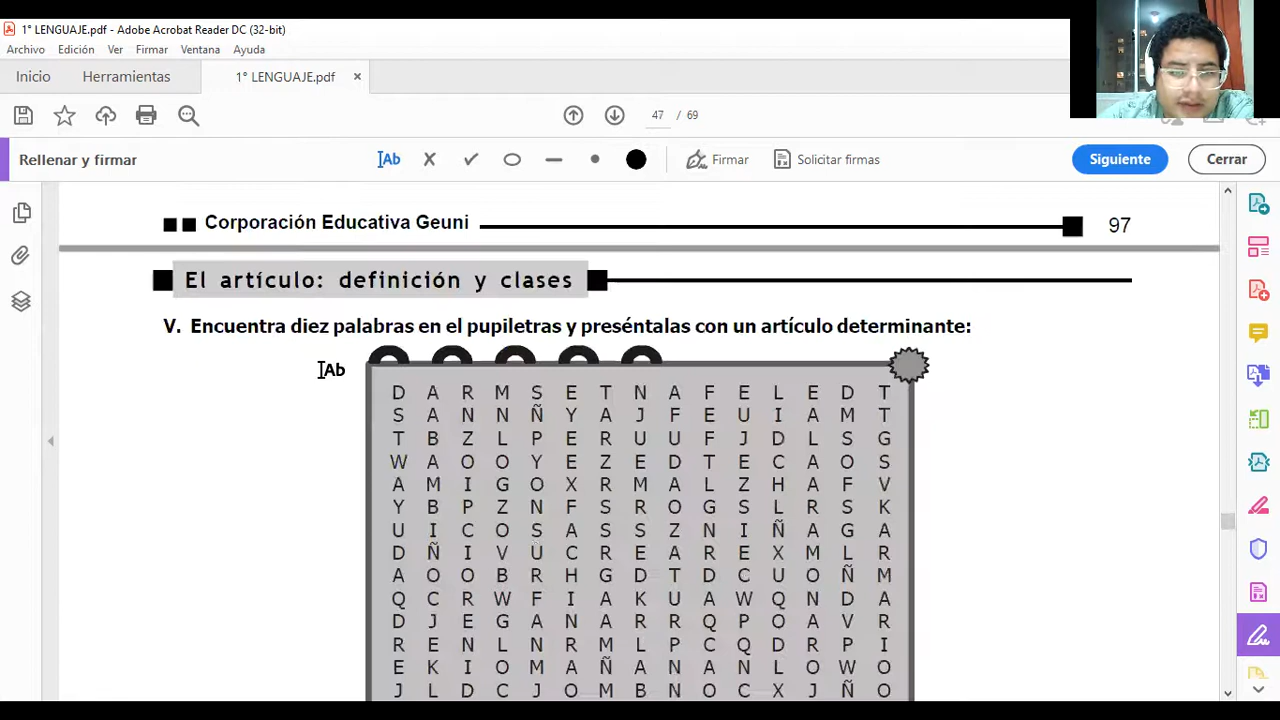 1° LENGUAJE.pdf - Adobe Acrobat Reader DC (32-bit)
Archivo Edición Ver Firmar Ventana Ayuda
Inicio Herramientas 1° LENGUAJE.pdf ×
47 / 69
Rellenar y firmar Ab Firmar Solicitar firmas Siguiente Cerrar
Corporación Educativa Geuni 97
El artículo: definición y clases
V. Encuentra diez palabras en el pupiletras y preséntalas con un artículo determinante:
Ab
D A R M S E T N A F E L E D T
S A N N Ñ Y A J F E U I A M T
T B Z L P E R U U F J D L S G
W A O O Y E Z E D T E C A O S
A M I G O X R M A L Z H A F V
Y B P Z N F S R O G S L R S K
U I C O S A S S Z N I Ñ A G A
D Ñ I V U C R E A R E X M L R
A O O B R H G D T D C U O Ñ M
Q C R W F I A K U A W Q N D A
D J E G A N A R R Q P O A V R
R E N L N R M L P C Q D R P I
E K I O M A Ñ A N A N L O W O
J L D C J O M B N O C X J Ñ O